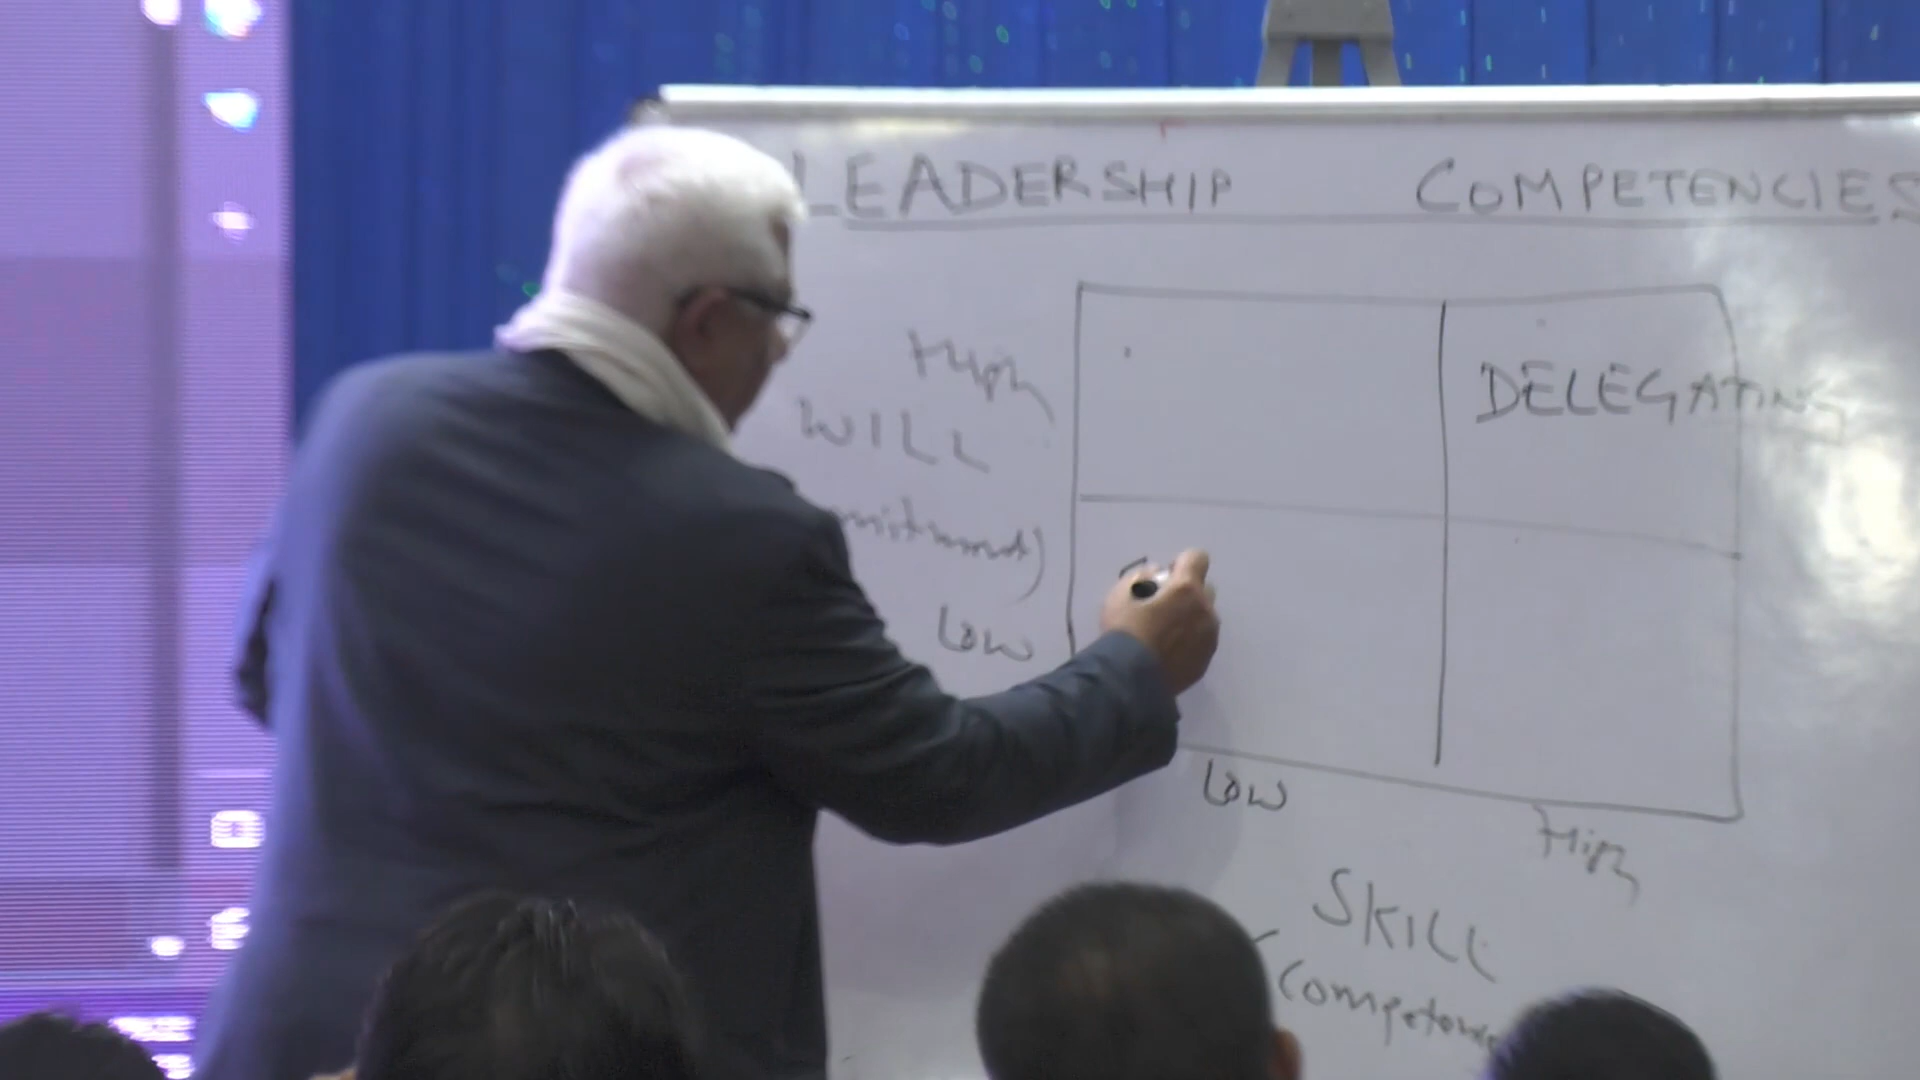 LEADERSHIP COMPETENCIES
High
DELEGATING
WILL
Low
Low
High
SKILL